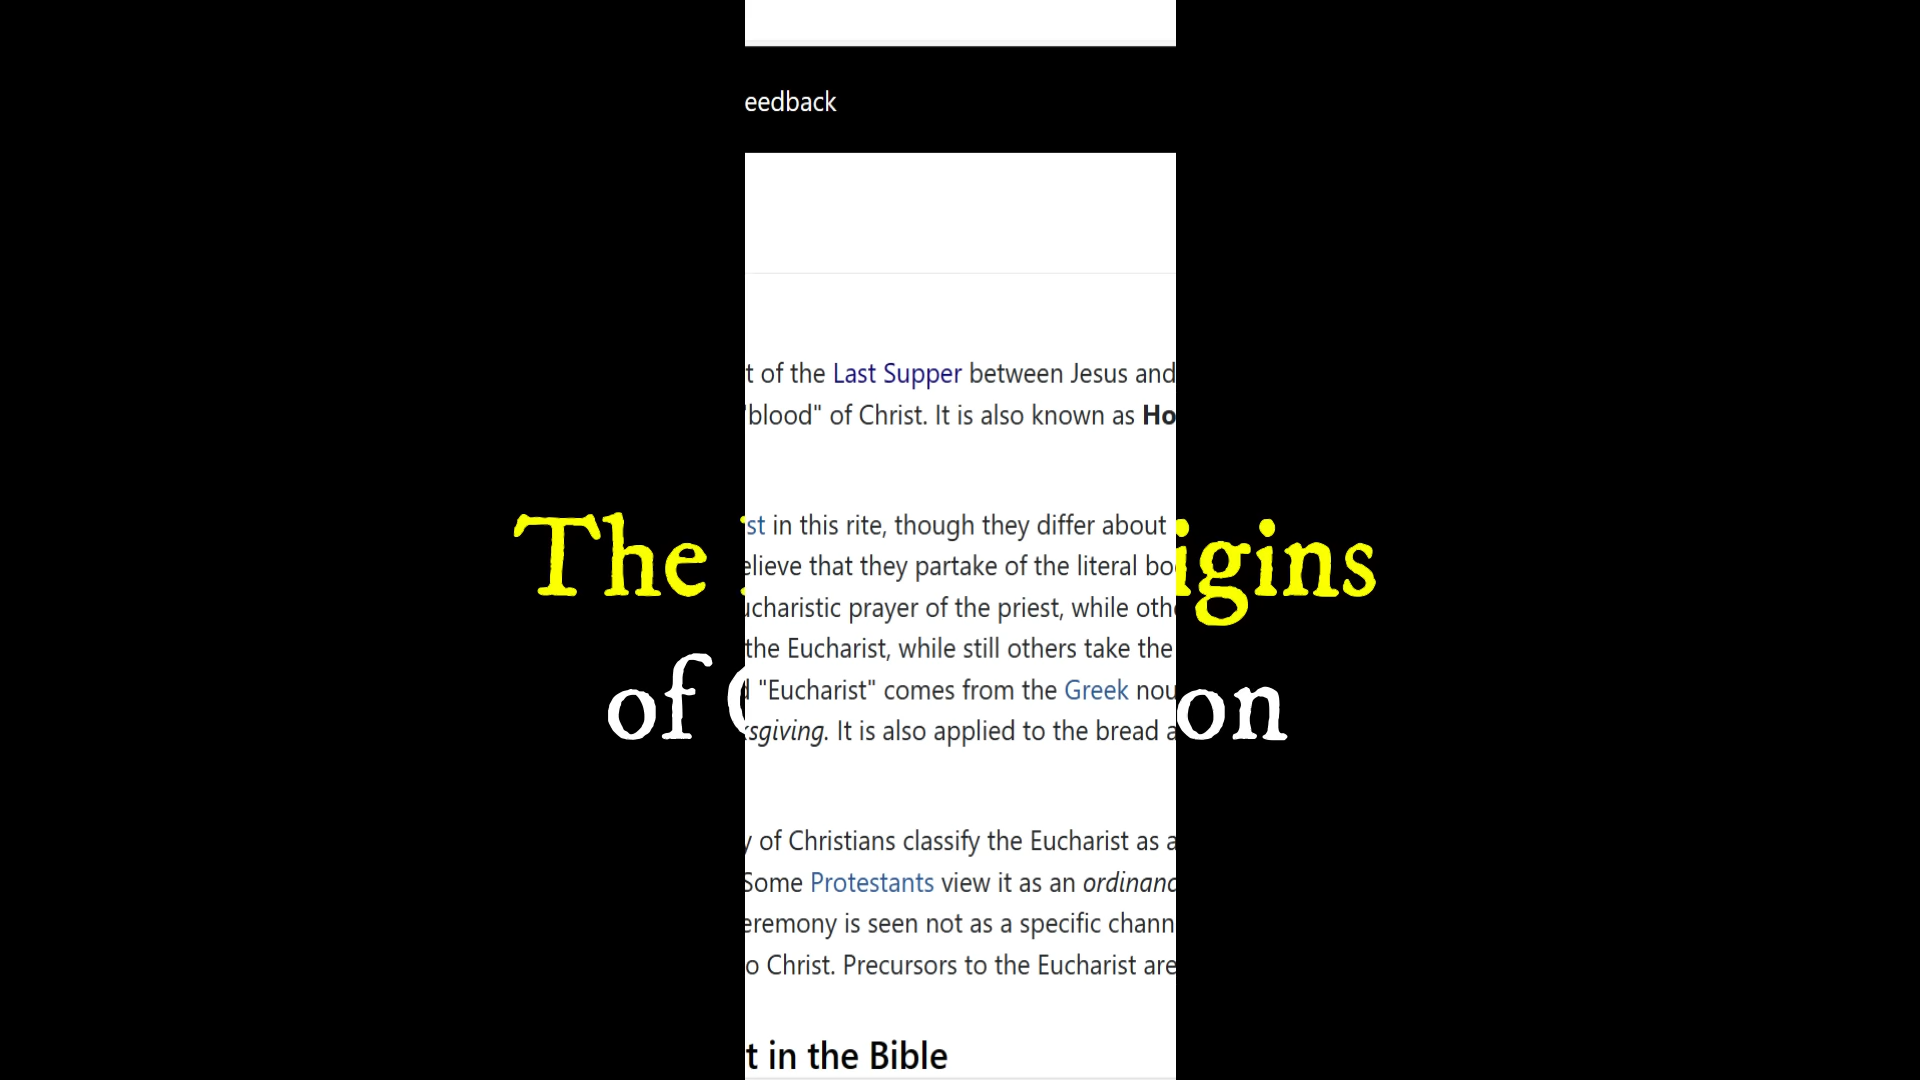 eedback
t of the Last Supper between Jesus and
"blood" of Christ. It is also known as Ho
st in this rite, though they differ about
elieve that they partake of the literal bo
ucharistic prayer of the priest, while oth
The igins
the Eucharist, while still others take the
"Eucharist" comes from the Greek nou
of on
ksgiving. It is also applied to the bread a
y of Christians classify the Eucharist as a
Some Protestants view it as an ordinanc
eremony is seen not as a specific chann
o Christ. Precursors to the Eucharist are
t in the Bible